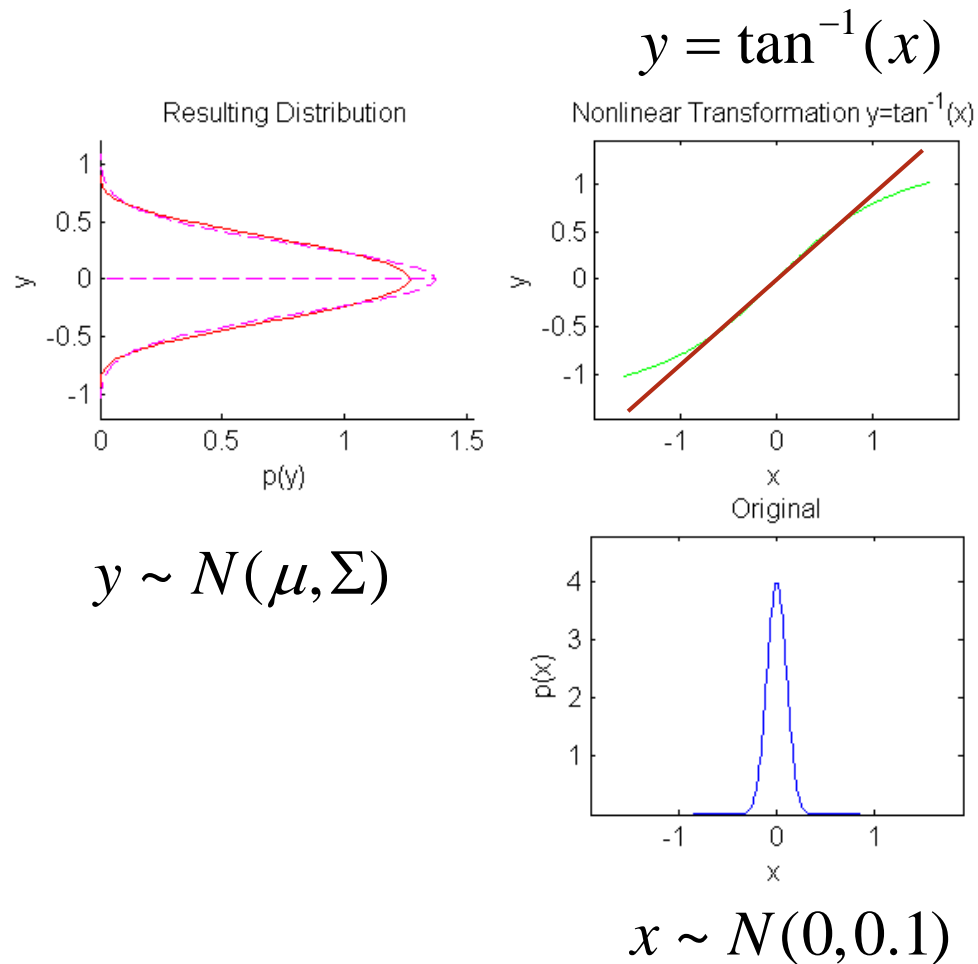 y = tan⁻¹(x)
Resulting Distribution
1
0.5
0
-0.5
-1
y
0 0.5 1 1.5
p(y)
Nonlinear Transformation y=tan⁻¹(x)
1
0.5
0
-0.5
-1
y
-1 0 1
x
y ~ N(μ,Σ)
Original
4
3
2
1
p(x)
-1 0 1
x
x ~ N(0,0.1)